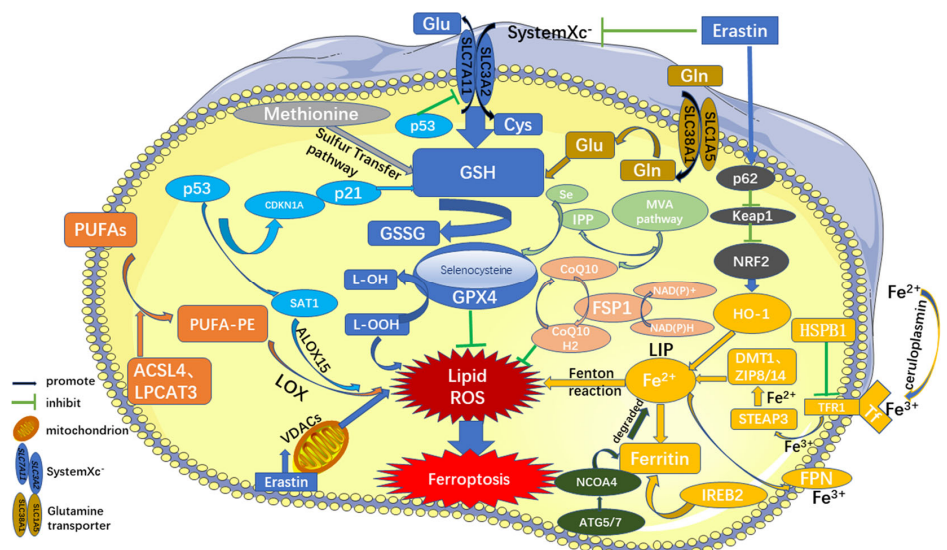 Glu
SystemXc-
Erastin
SLC7A11
SLC3A2
Gln
SLC38A1
SLC1A5
Methionine
p53
Cys
Sulfur Transfer
pathway
Glu
Gln
p62
GSH
p53
p21
CDKN1A
Se
IPP
MVA
pathway
Keap1
PUFAs
GSSG
NRF2
Selenocysteine
GPX4
L-OH
CoQ10
NAD(P)+
Fe2+
SAT1
FSP1
HO-1
HSPB1
ceruloplasmin
L-OOH
CoQ10
H2
NAD(P)H
PUFA-PE
ALOX15
LIP
DMT1、
ZIP8/14
ACSL4、
LPCAT3
LOX
Lipid
ROS
Fenton
reaction
Fe2+
Fe2+
TFR1
Tf
Fe3+
STEAP3
promote
inhibit
mitochondrion
VDACs
degraded
Fe3+
Ferritin
SLC7A11
SLC3A2
SystemXc-
Erastin
Ferroptosis
NCOA4
IREB2
FPN
Fe3+
SLC38A1
SLC1A5
Glutamine
transporter
ATG5/7